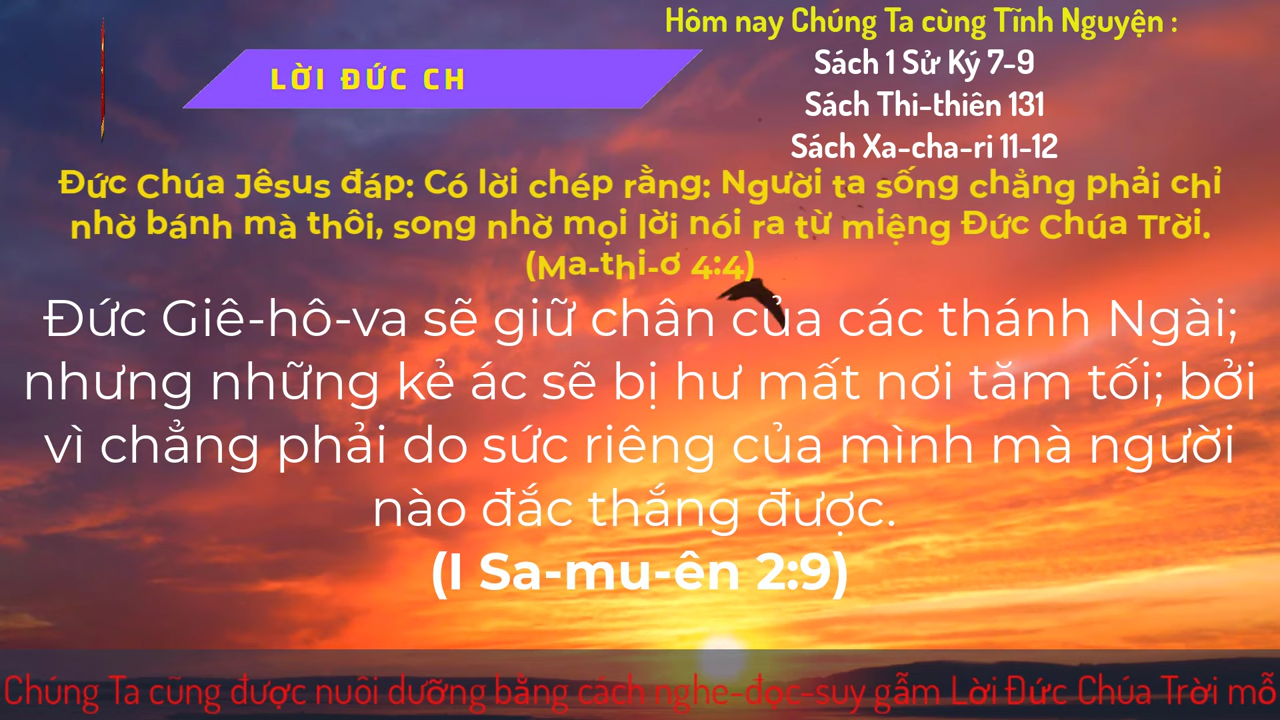 Hôm nay Chúng Ta cùng Tĩnh Nguyện :
Sách 1 Sử Ký 7-9
Sách Thi-thiên 131
Sách Xa-cha-ri 11-12
LỜI ĐỨC CH
Đức Chúa Jêsus đáp: Có lời chép rằng: Người ta sống chẳng phải chỉ
nhờ bánh mà thôi, song nhờ mọi lời nói ra từ miệng Đức Chúa Trời.
(Ma-thi-ơ 4:4)
Đức Giê-hô-va sẽ giữ chân của các thánh Ngài;
nhưng những kẻ ác sẽ bị hư mất nơi tăm tối; bởi
vì chẳng phải do sức riêng của mình mà người
nào đắc thắng được.
(I Sa-mu-ên 2:9)
Chúng Ta cũng được nuôi dưỡng bằng cách nghe-đọc-suy gẫm Lời Đức Chúa Trời mỗ